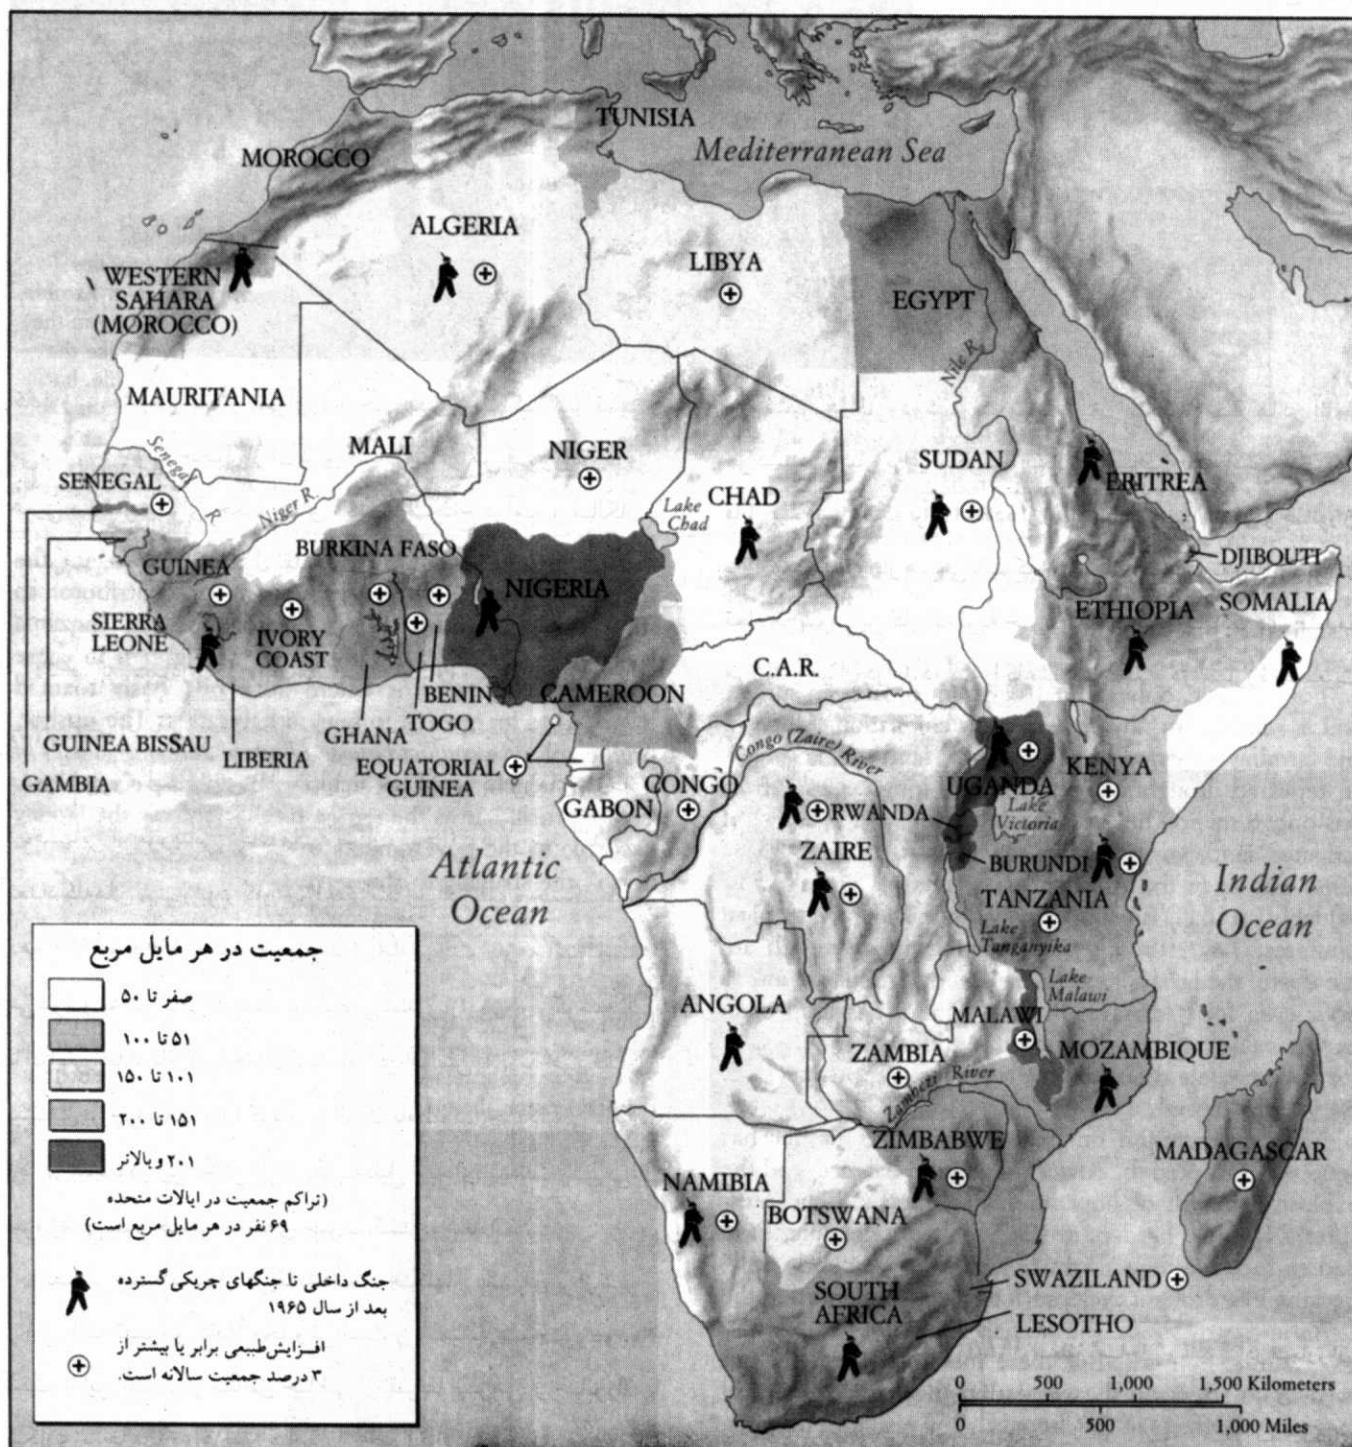 TUNISIA
Mediterranean Sea
MOROCCO
ALGERIA
LIBYA
EGYPT
WESTERN
SAHARA
(MOROCCO)
Nile R.
MAURITANIA
MALI
NIGER
SUDAN
CHAD
ERITREA
Senegal
R
SENEGAL
Niger R.
Lake
Chad
BURKINA FASO
NIGERIA
DJIBOUTI
GUINEA
ETHIOPIA
SOMALIA
SIERRA
LEONE
IVORY
COAST
C.A.R.
BENIN
CAMEROON
TOGO
GHANA
GUINEA BISSAU
LIBERIA
GAMBIA
EQUATORIAL
GUINEA
Congo (Zaire) River
UGANDA
KENYA
GABON
CONGO
RWANDA
Lake
Victoria
ZAIRE
BURUNDI
Atlantic
Ocean
Indian
Ocean
TANZANIA
Lake
Tanganyika
Lake
Malawi
ANGOLA
MALAWI
ZAMBIA
MOZAMBIQUE
Zambezi River
ZIMBABWE
MADAGASCAR
NAMIBIA
BOTSWANA
SOUTH
AFRICA
SWAZILAND
LESOTHO
جمعیت در هر مایل مربع
صفر تا ۵۰
۵۱ تا ۱۰۰
۱۰۱ تا ۱۵۰
۱۵۱ تا ۲۰۰
۲۰۱ و بالاتر
(تراکم جمعیت در ایالات متحده
۶۹ نفر در هر مایل مربع است)
جنگ داخلی تا جنگهای چریکی گسترده
بعد از سال ۱۹۶۵
افزایش طبیعی برابر یا بیشتر از
۳ درصد جمعیت سالانه است.
0 500 1,000 1,500 Kilometers
0 500 1,000 Miles